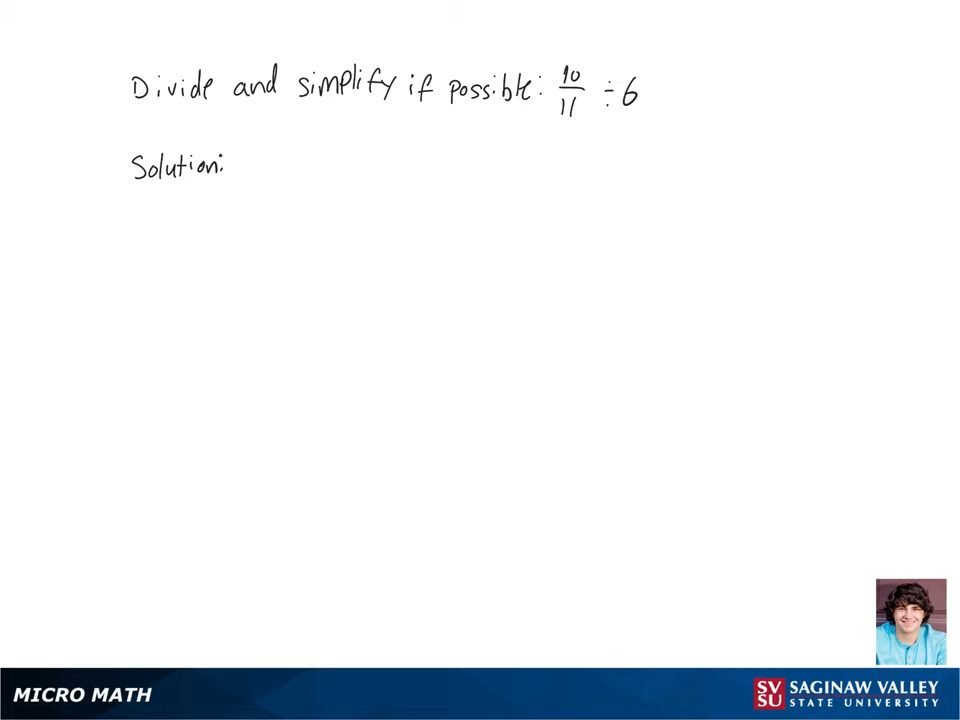 Divide and simplify if possible: 10/11 ÷ 6
Solution:
MICRO MATH
SV SU SAGINAW VALLEY
STATE UNIVERSITY